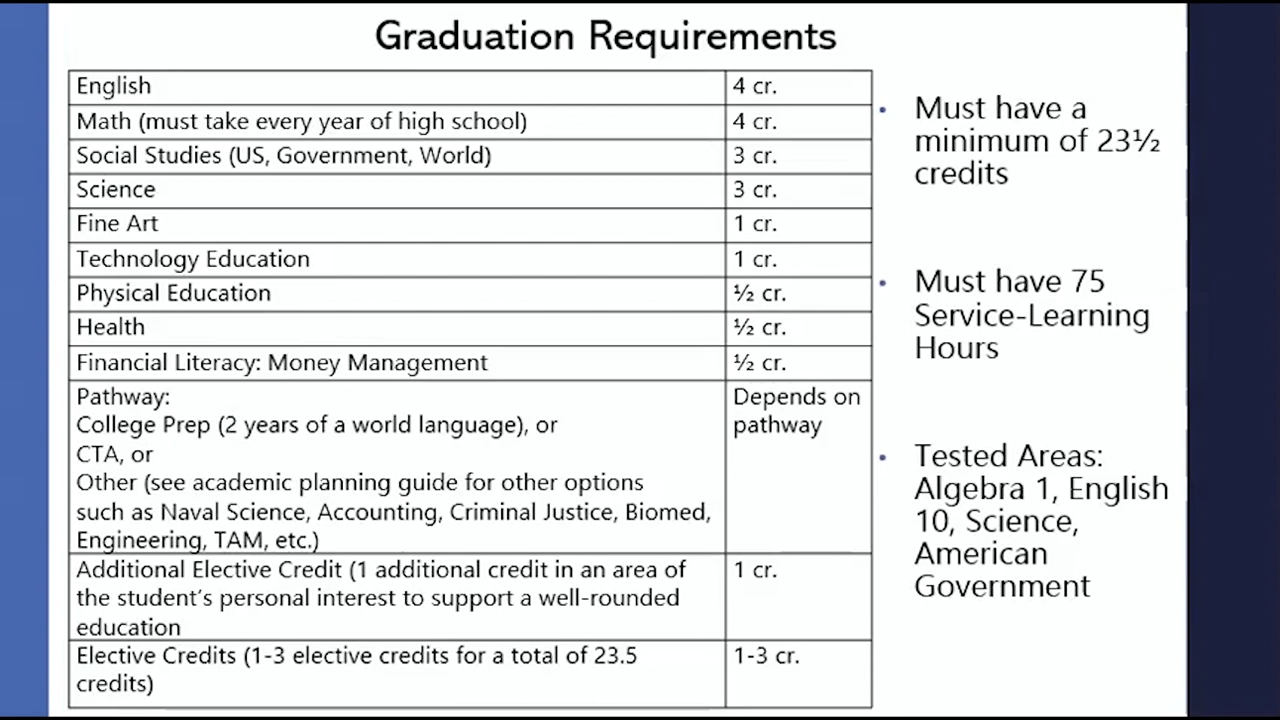 Graduation Requirements
English 4 cr.
Math (must take every year of high school) 4 cr.
Social Studies (US, Government, World) 3 cr.
Science 3 cr.
Fine Art 1 cr.
Technology Education 1 cr.
Physical Education ½ cr.
Health ½ cr.
Financial Literacy: Money Management ½ cr.
Pathway: Depends on
College Prep (2 years of a world language), or pathway
CTA, or
Other (see academic planning guide for other options
such as Naval Science, Accounting, Criminal Justice, Biomed,
Engineering, TAM, etc.)
Additional Elective Credit (1 additional credit in an area of 1 cr.
the student's personal interest to support a well-rounded
education
Elective Credits (1-3 elective credits for a total of 23.5 1-3 cr.
credits)
• Must have a
minimum of 23½
credits
• Must have 75
Service-Learning
Hours
• Tested Areas:
Algebra 1, English
10, Science,
American
Government